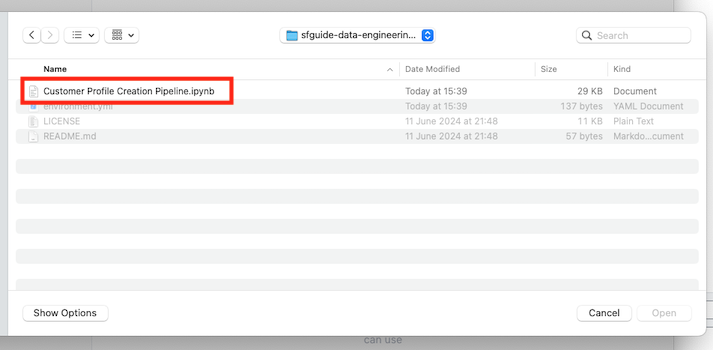 sfguide-data-engineerin...
Search
Name Date Modified Size Kind
Customer Profile Creation Pipeline.ipynb Today at 15:39 29 KB Document
environment.yml Today at 15:39 137 bytes YAML Document
LICENSE 11 June 2024 at 21:48 11 KB Plain Text
README.md 11 June 2024 at 21:48 57 bytes Markdo...cument
Show Options Cancel Open
can use